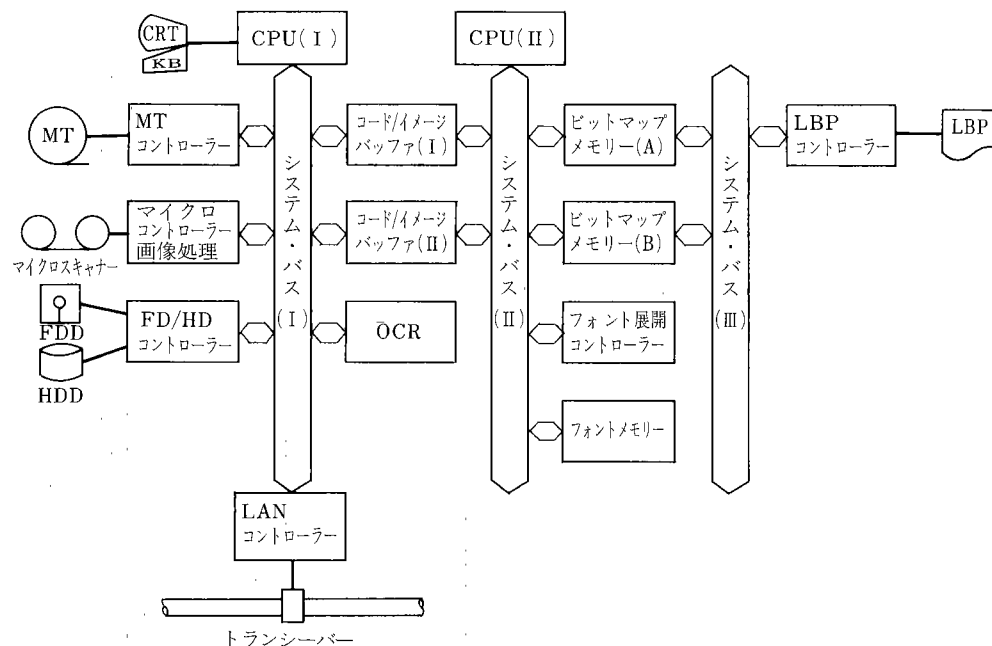 CRT
KB
CPU(I)
CPU(II)
MT
MT
コントローラー
コード/イメージ
バッファ(I)
ビットマップ
メモリー(A)
LBP
コントローラー
LBP
マイクロスキャナー
マイクロ
コントローラー
画像処理
コード/イメージ
バッファ(II)
ビットマップ
メモリー(B)
FDD
HDD
FD/HD
コントローラー
OCR
フォント展開
コントローラー
フォントメモリー
システム・バス(I)
システム・バス(II)
システム・バス(III)
LAN
コントローラー
トランシーバー